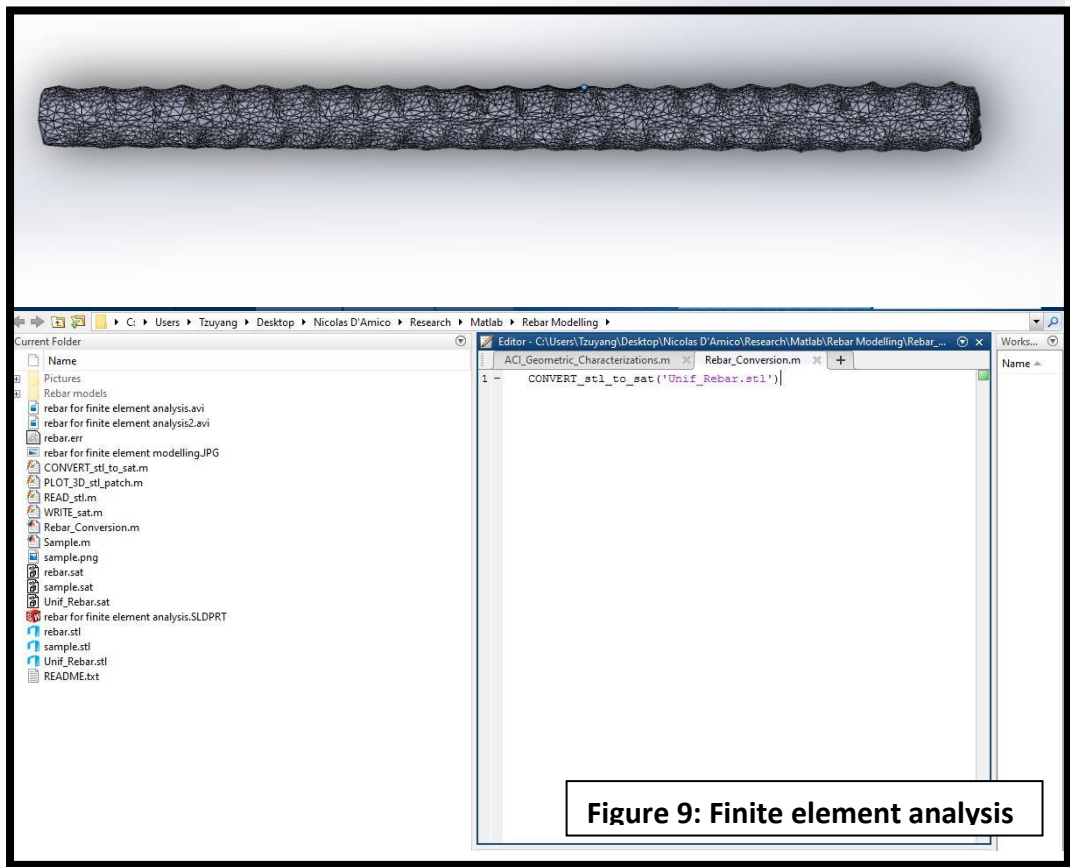 C: ▸ Users ▸ Tzuyang ▸ Desktop ▸ Nicolas D'Amico ▸ Research ▸ Matlab ▸ Rebar Modelling ▸
Current Folder
Name
Pictures
Rebar models
rebar for finite element analysis.avi
rebar for finite element analysis2.avi
rebar.err
rebar for finite element modelling.JPG
CONVERT_stl_to_sat.m
PLOT_3D_stl_patch.m
READ_stl.m
WRITE_sat.m
Rebar_Conversion.m
Sample.m
sample.png
rebar.sat
sample.sat
Unif_Rebar.sat
rebar for finite element analysis.SLDPRT
rebar.stl
sample.stl
Unif_Rebar.stl
README.txt
Editor - C:\Users\Tzuyang\Desktop\Nicolas D'Amico\Research\Matlab\Rebar Modelling\Rebar_...
ACI_Geometric_Characterizations.m Rebar_Conversion.m +
1 - CONVERT_stl_to_sat('Unif_Rebar.stl')
Works...
Name
Figure 9: Finite element analysis